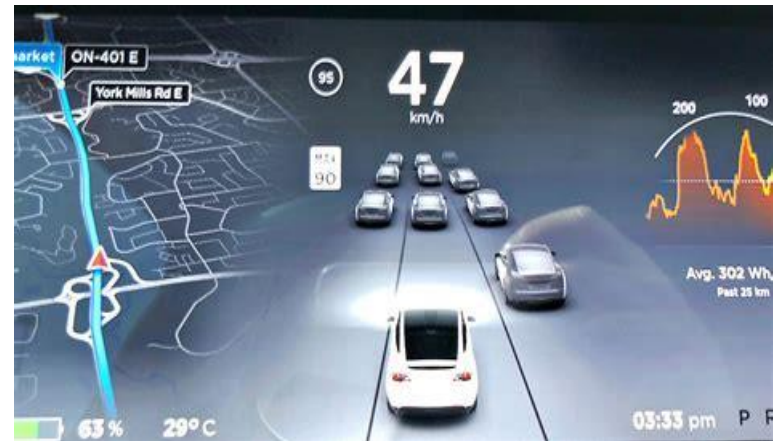 arket
ON-401 E
York Mills Rd E
95
47
km/h
MAX
90
200
100
Avg. 302 Wh
Past 25 km
63 %
29° C
03:33 pm
P R